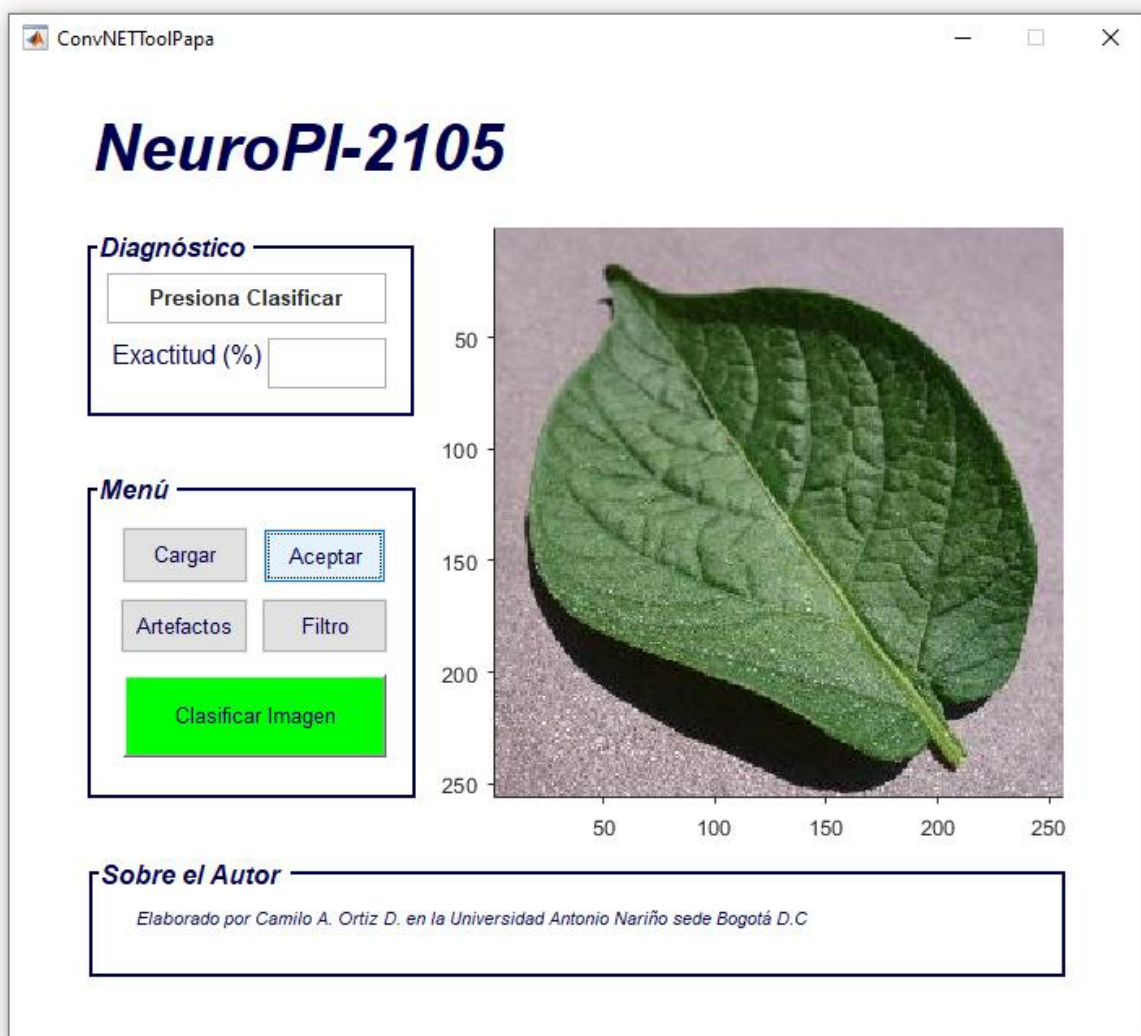 ConvNETToolPapa
NeuroPI-2105
Diagnóstico
Presiona Clasificar
Exactitud (%)
Menú
Cargar
Aceptar
Artefactos
Filtro
Clasificar Imagen
50
100
150
200
250
50 100 150 200 250
Sobre el Autor
Elaborado por Camilo A. Ortiz D. en la Universidad Antonio Nariño sede Bogotá D.C